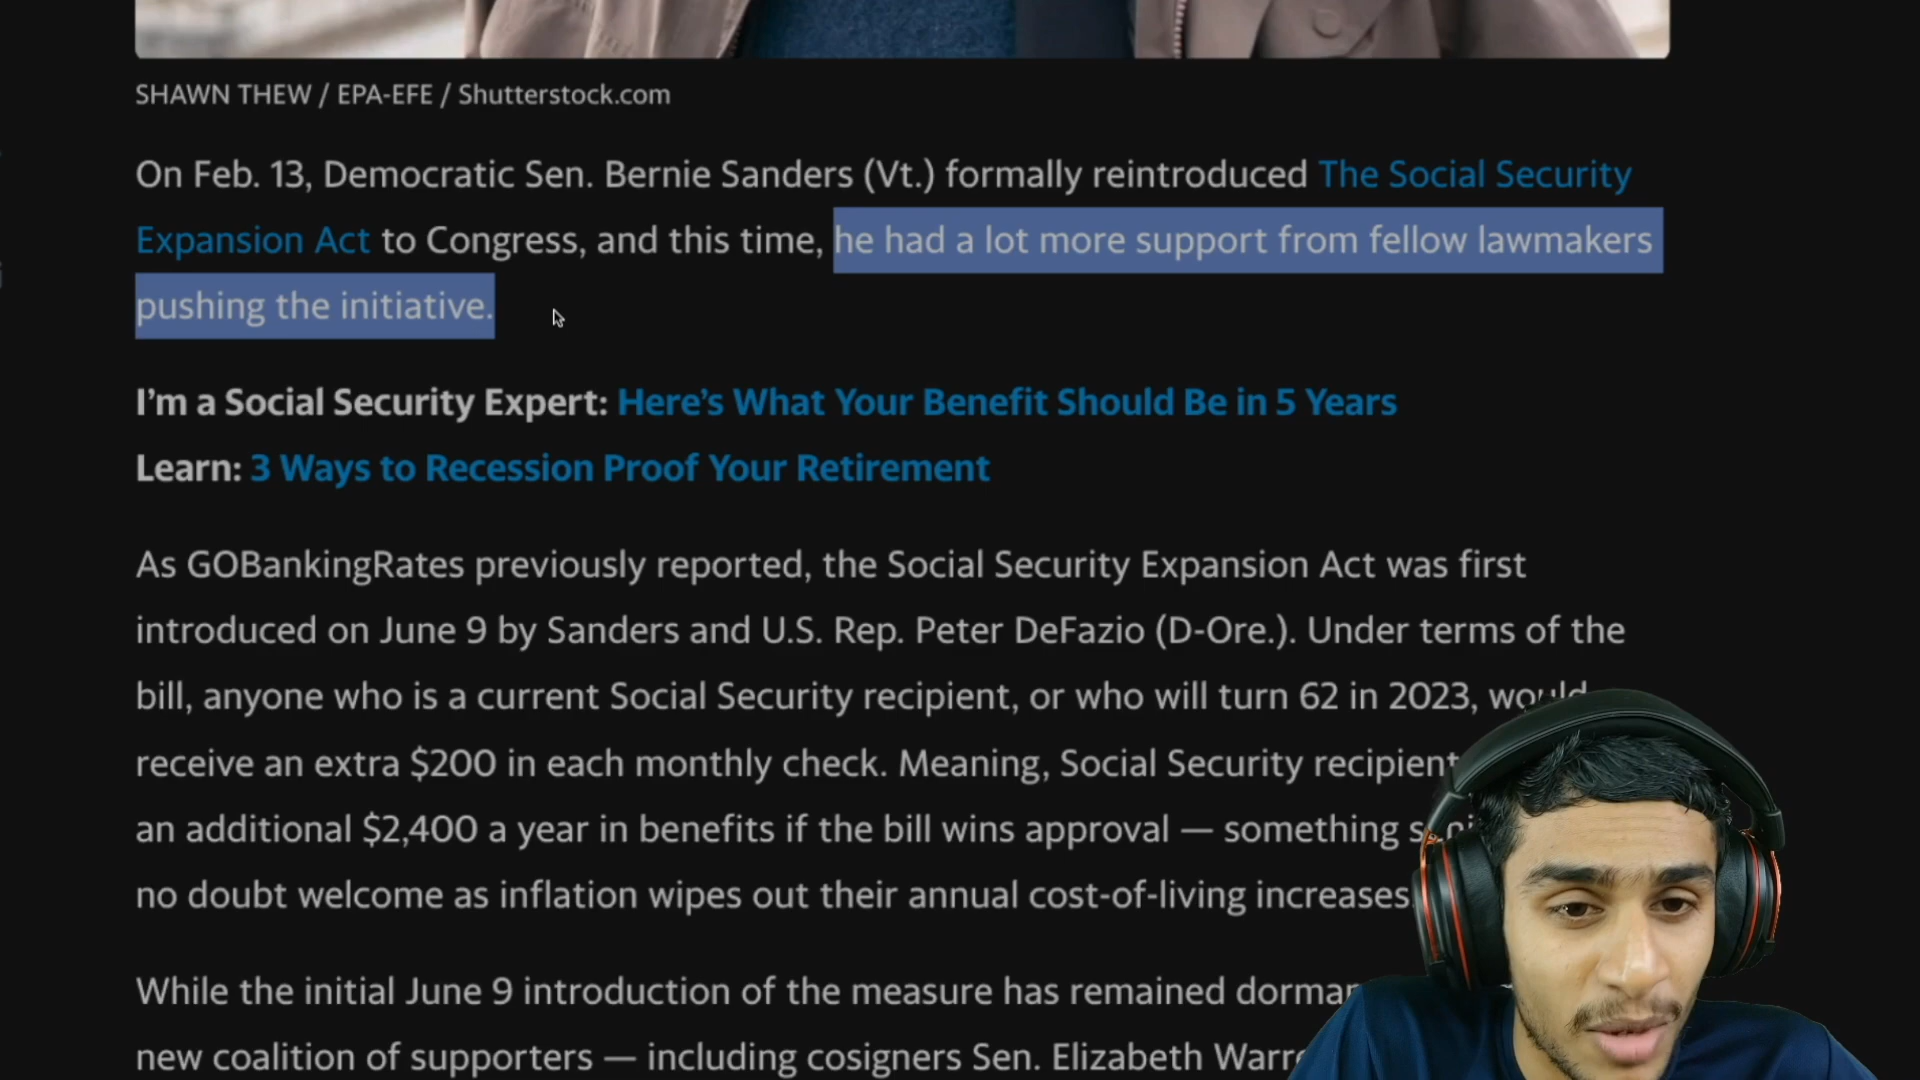 SHAWN THEW / EPA-EFE / Shutterstock.com
On Feb. 13, Democratic Sen. Bernie Sanders (Vt.) formally reintroduced The Social Security
Expansion Act to Congress, and this time, he had a lot more support from fellow lawmakers
pushing the initiative.
I'm a Social Security Expert: Here's What Your Benefit Should Be in 5 Years
Learn: 3 Ways to Recession Proof Your Retirement
As GOBankingRates previously reported, the Social Security Expansion Act was first
introduced on June 9 by Sanders and U.S. Rep. Peter DeFazio (D-Ore.). Under terms of the
bill, anyone who is a current Social Security recipient, or who will turn 62 in 2023, would
receive an extra $200 in each monthly check. Meaning, Social Security recipient
an additional $2,400 a year in benefits if the bill wins approval — something
no doubt welcome as inflation wipes out their annual cost-of-living increases.
While the initial June 9 introduction of the measure has remained
new coalition of supporters — including cosigners Sen. Elizabeth